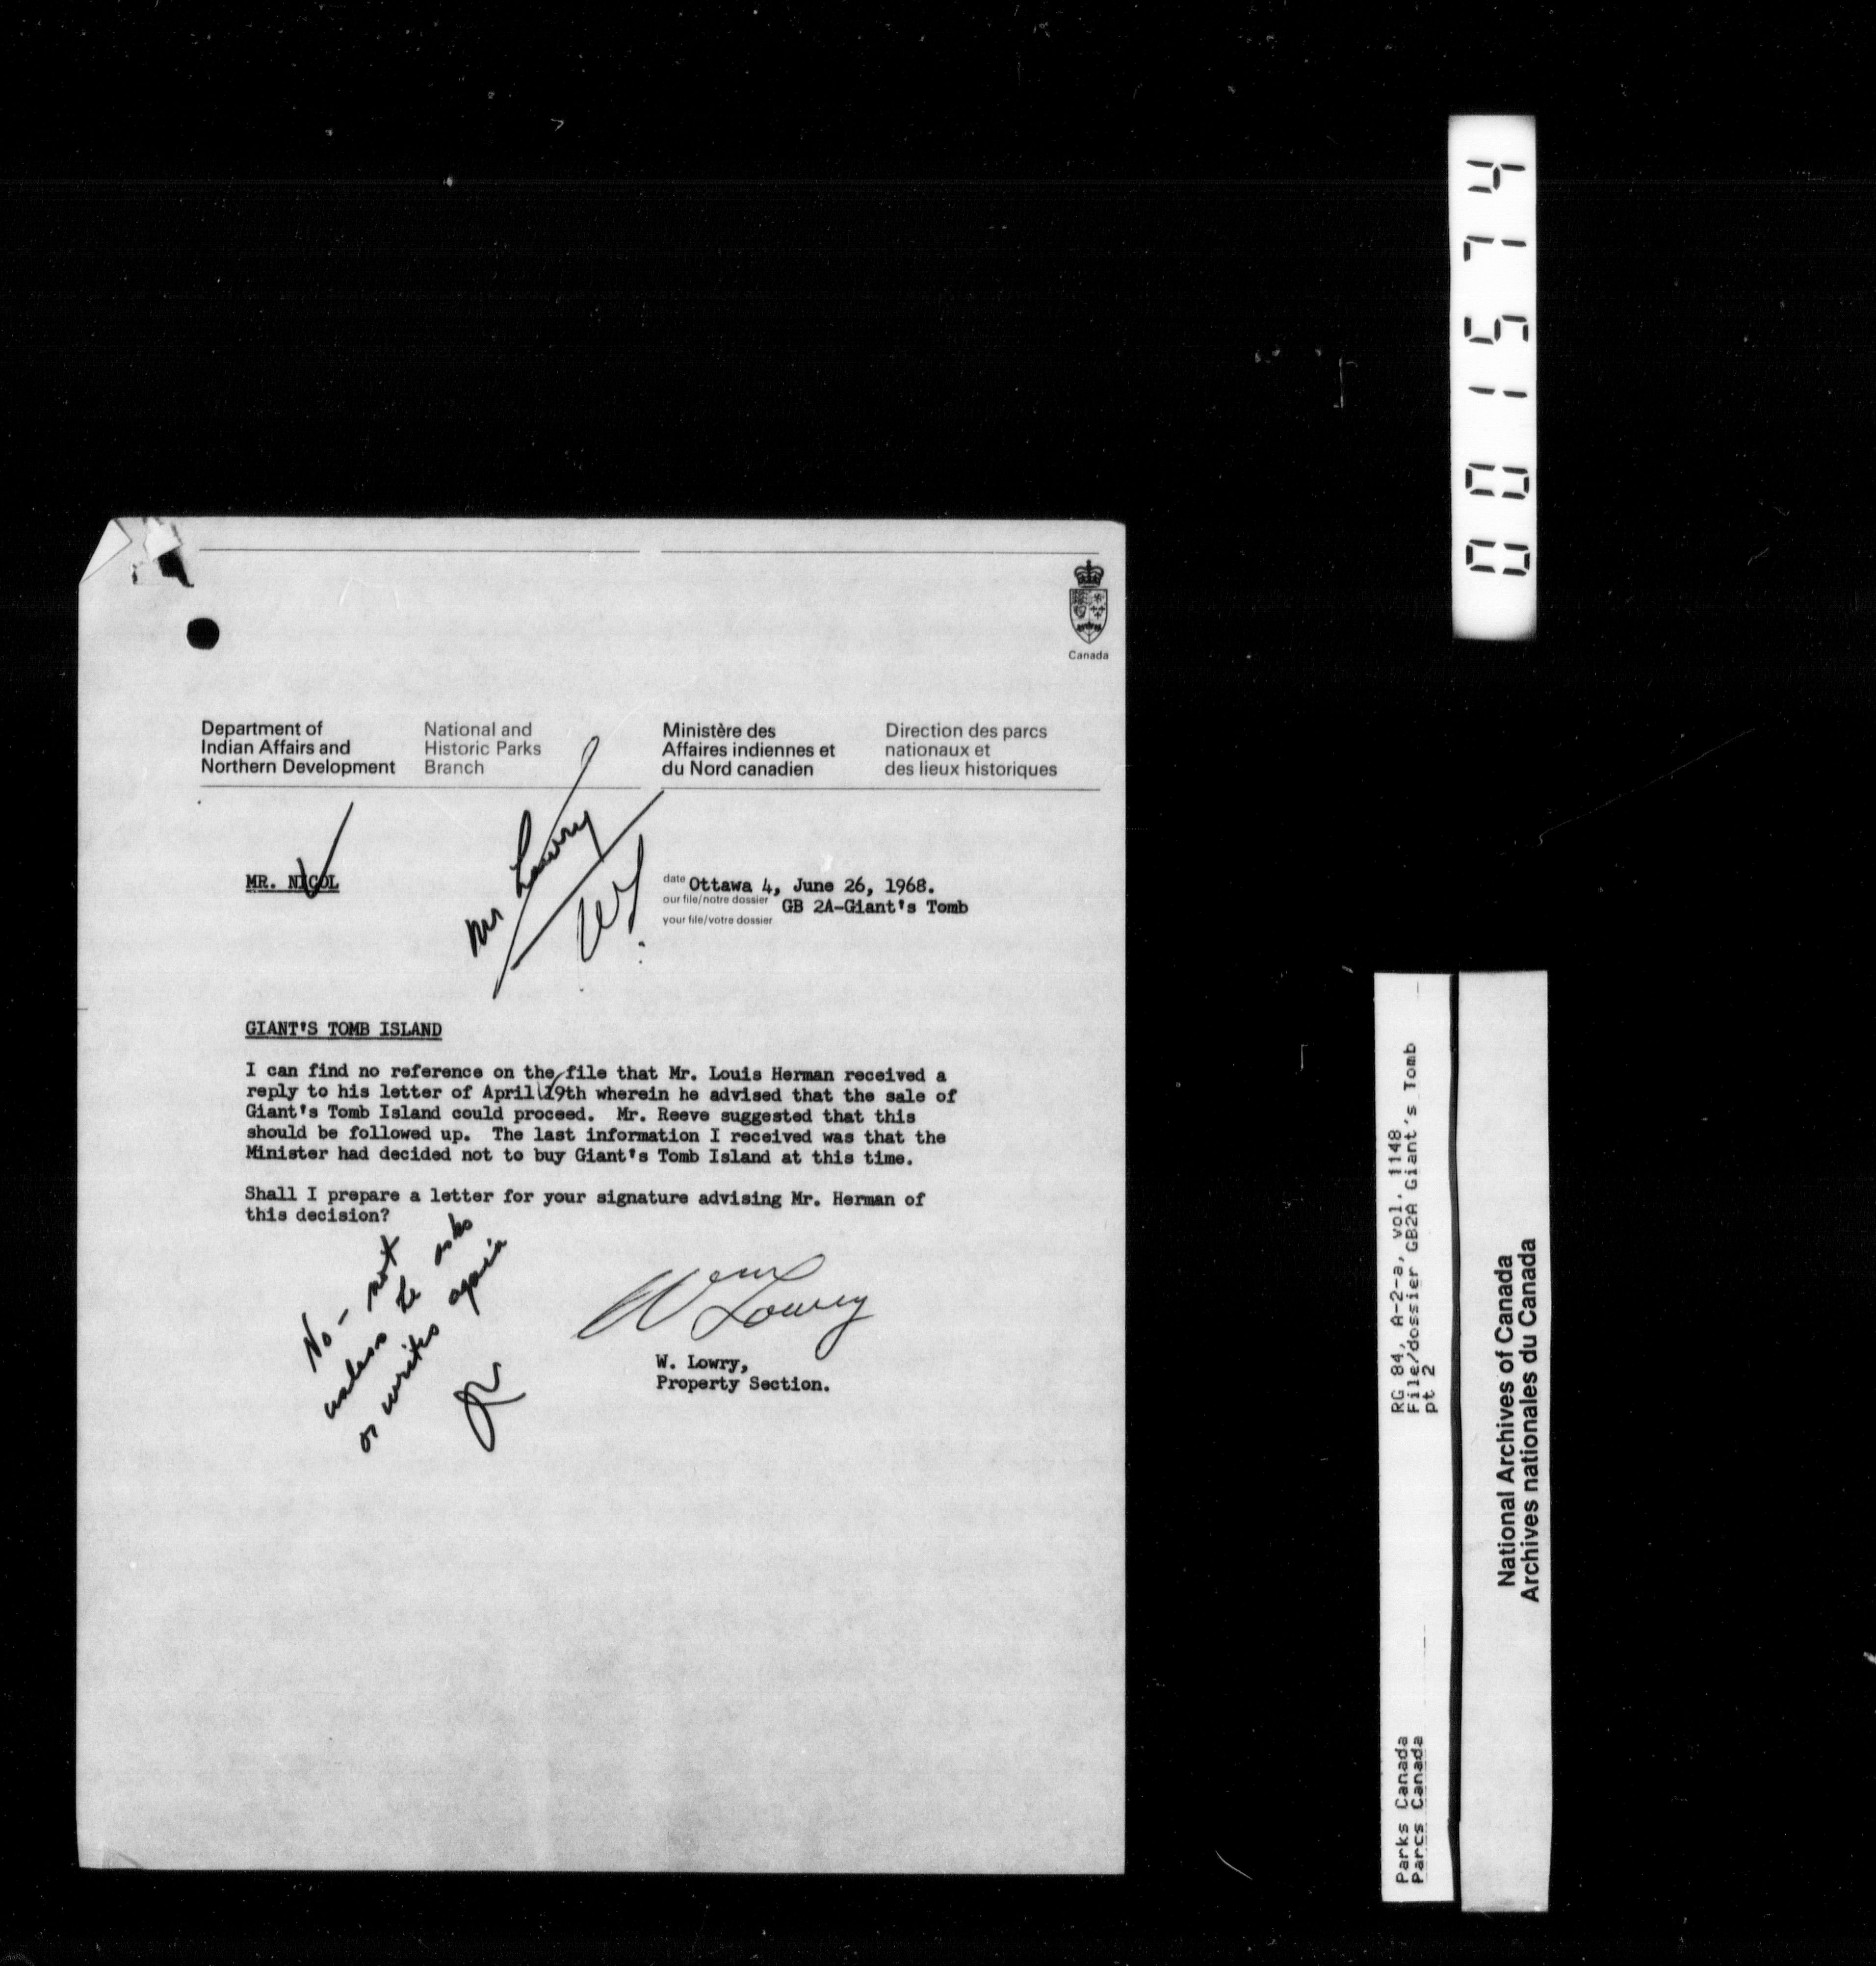 Canada
Department of
Indian Affairs and
Northern Development
National and
Historic Parks
Branch
Ministère des
Affaires indiennes et
du Nord canadien
Direction des parcs
nationaux et
des lieux historiques
MR. NICOL
Mr Lowry
WL
date Ottawa 4, June 26, 1968.
our file/notre dossier GB 2A-Giant's Tomb
your file/votre dossier
GIANT'S TOMB ISLAND
I can find no reference on the file that Mr. Louis Herman received a
reply to his letter of April 19th wherein he advised that the sale of
Giant's Tomb Island could proceed. Mr. Reeve suggested that this
should be followed up. The last information I received was that the
Minister had decided not to buy Giant's Tomb Island at this time.
Shall I prepare a letter for your signature advising Mr. Herman of
this decision?
No - not
unless he asks
or writes again
W Lowry
W. Lowry,
Property Section.
001574
RG 84, A-2-a, vol. 1148
File/dossier GB2A Giant's Tomb
pt 2
Parks Canada
Parcs Canada
National Archives of Canada
Archives nationales du Canada